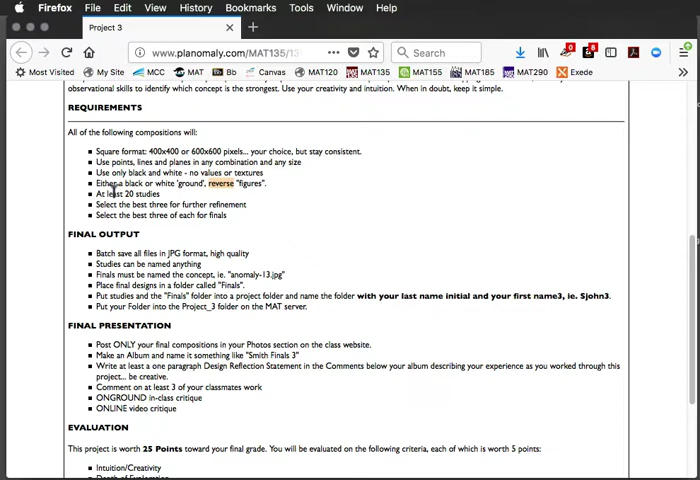 Firefox File Edit View History Bookmarks Tools Window Help
Project 3
www.planomaly.com/MAT135/13
Search
Most Visited My Site MCC MAT Bb Canvas MAT120 MAT135 MAT155 MAT185 MAT290 Exede
observational skills to identify which concept is the strongest. Use your creativity and intuition. When in doubt, keep it simple.
REQUIREMENTS
All of the following compositions will:
Square format: 400x400 or 600x600 pixels... your choice, but stay consistent.
Use points, lines and planes in any combination and any size
Use only black and white - no values or textures
Either a black or white 'ground', reverse "figures".
At least 20 studies
Select the best three for further refinement
Select the best three of each for finals
FINAL OUTPUT
Batch save all files in JPG format, high quality
Studies can be named anything
Finals must be named the concept, ie. "anomaly-13.jpg"
Place final designs in a folder called "Finals".
Put studies and the "Finals" folder into a project folder and name the folder with your last name initial and your first name3, ie. Sjohn3.
Put your Folder into the Project_3 folder on the MAT server.
FINAL PRESENTATION
Post ONLY your final compositions in your Photos section on the class website.
Make an Album and name it something like "Smith Finals 3"
Write at least a one paragraph Design Reflection Statement in the Comments below your album describing your experience as you worked through this
project... be creative.
Comment on at least 3 of your classmates work
ONGROUND in-class critique
ONLINE video critique
EVALUATION
This project is worth 25 Points toward your final grade. You will be evaluated on the following criteria, each of which is worth 5 points:
Intuition/Creativity